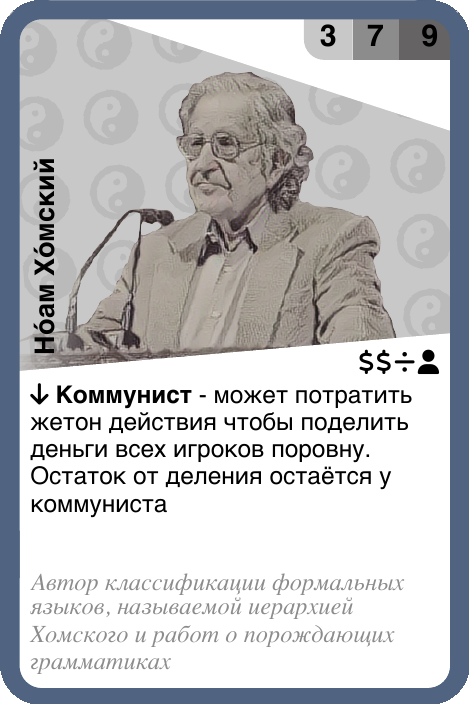 3 7 9
Но́ам Хо́мский
$$÷
↓ Коммунист - может потратить
жетон действия чтобы поделить
деньги всех игроков поровну.
Остаток от деления остаётся у
коммуниста
Автор классификации формальных
языков, называемой иерархией
Хомского и работ о порождающих
грамматиках